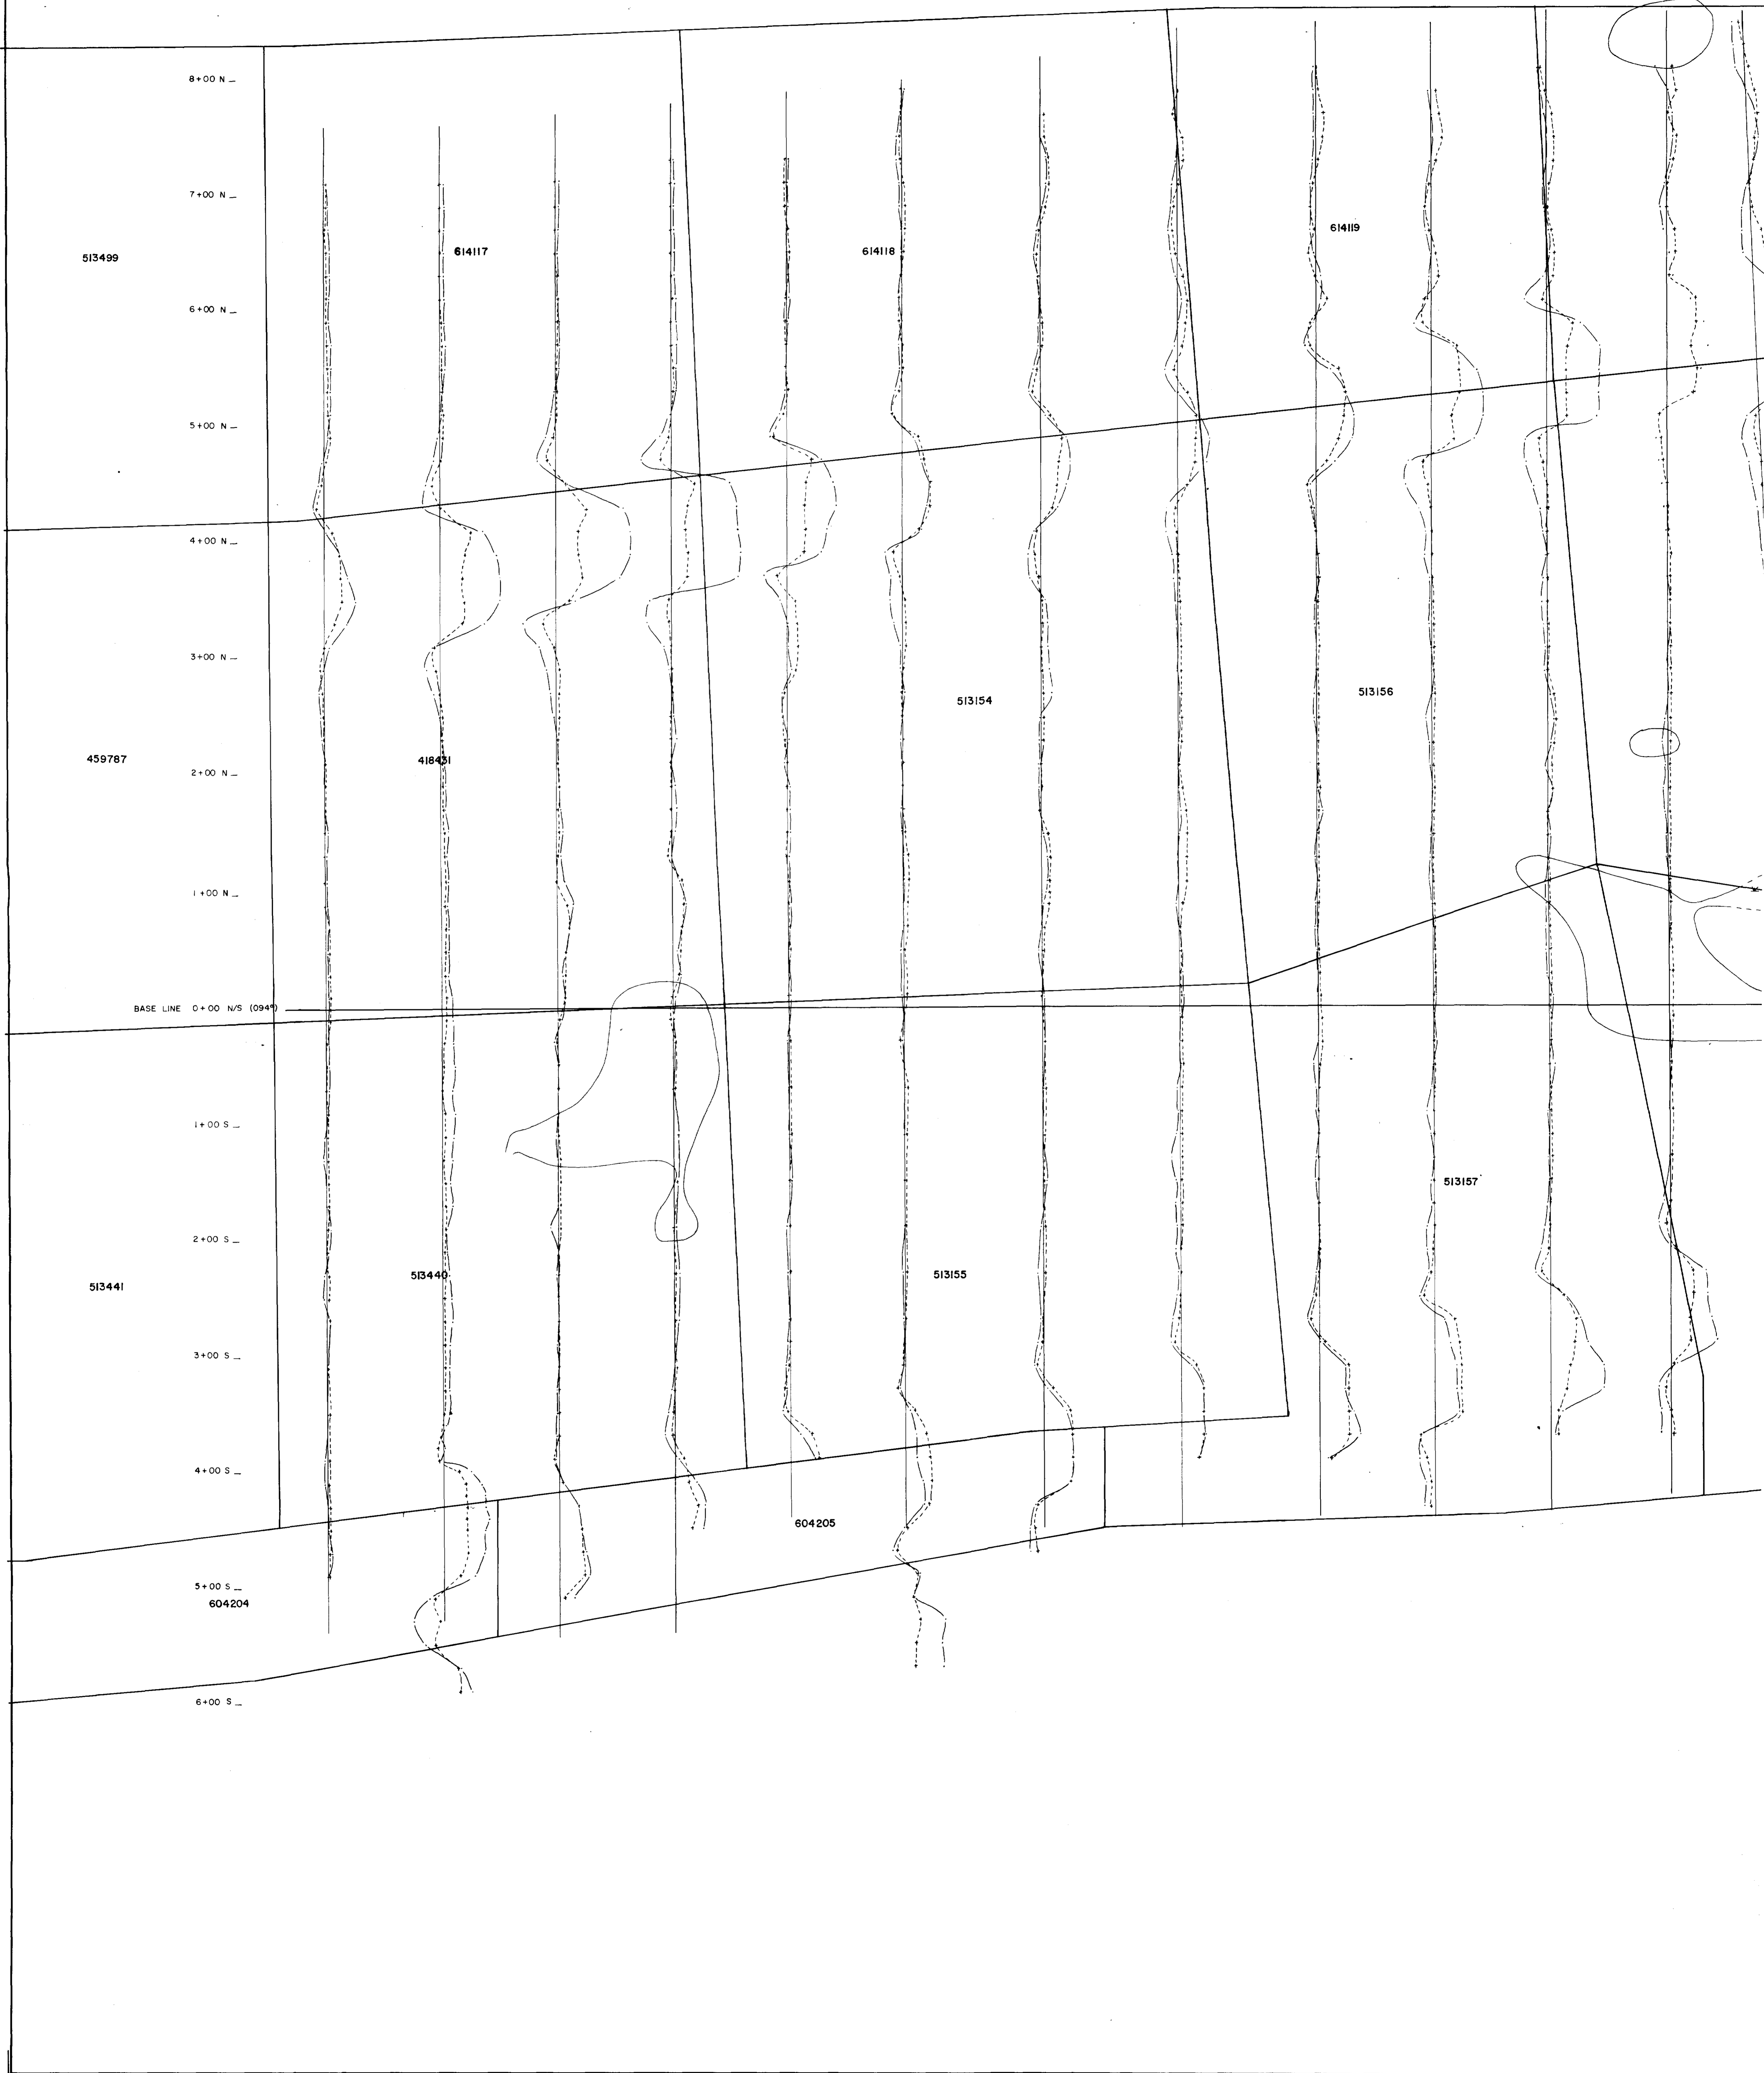 8+00 N
7+00 N
614119
614117
614118
513499
6+00 N
5+00 N
4+00 N
3+00 N
513156
513154
459787
418431
2+00 N
1+00 N
BASE LINE 0+00 N/S (094°)
1+00 S
513157
2+00 S
513441
513440
513155
3+00 S
4+00 S
604205
5+00 S
604204
6+00 S